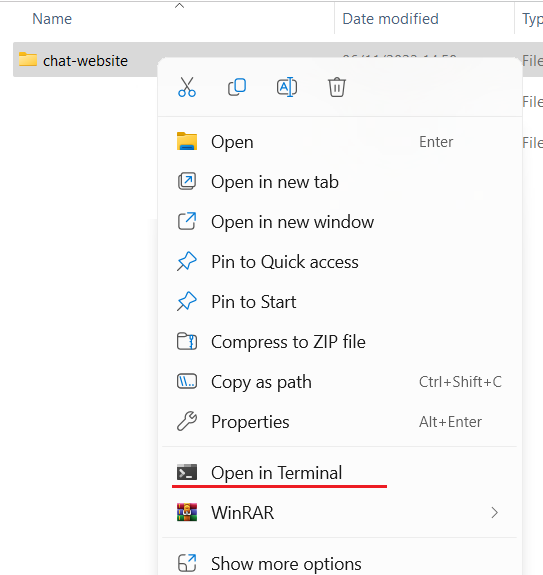 Name Date modified Typ
chat-website File
File
File
Open Enter
Open in new tab
Open in new window
Pin to Quick access
Pin to Start
Compress to ZIP file
Copy as path Ctrl+Shift+C
Properties Alt+Enter
Open in Terminal
WinRAR
Show more options